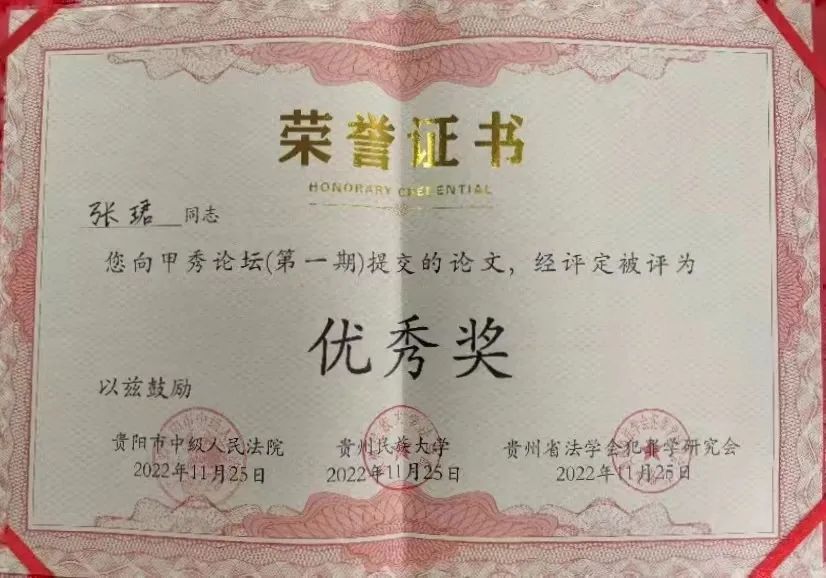 荣誉证书
HONORARY CREDENTIAL
张珺 同志
您向甲秀论坛(第一期)提交的论文，经评定被评为
优秀奖
以兹鼓励
贵阳市中级人民法院 贵州民族大学 贵州省法学会犯罪学研究会
2022年11月25日 2022年11月25日 2022年11月25日